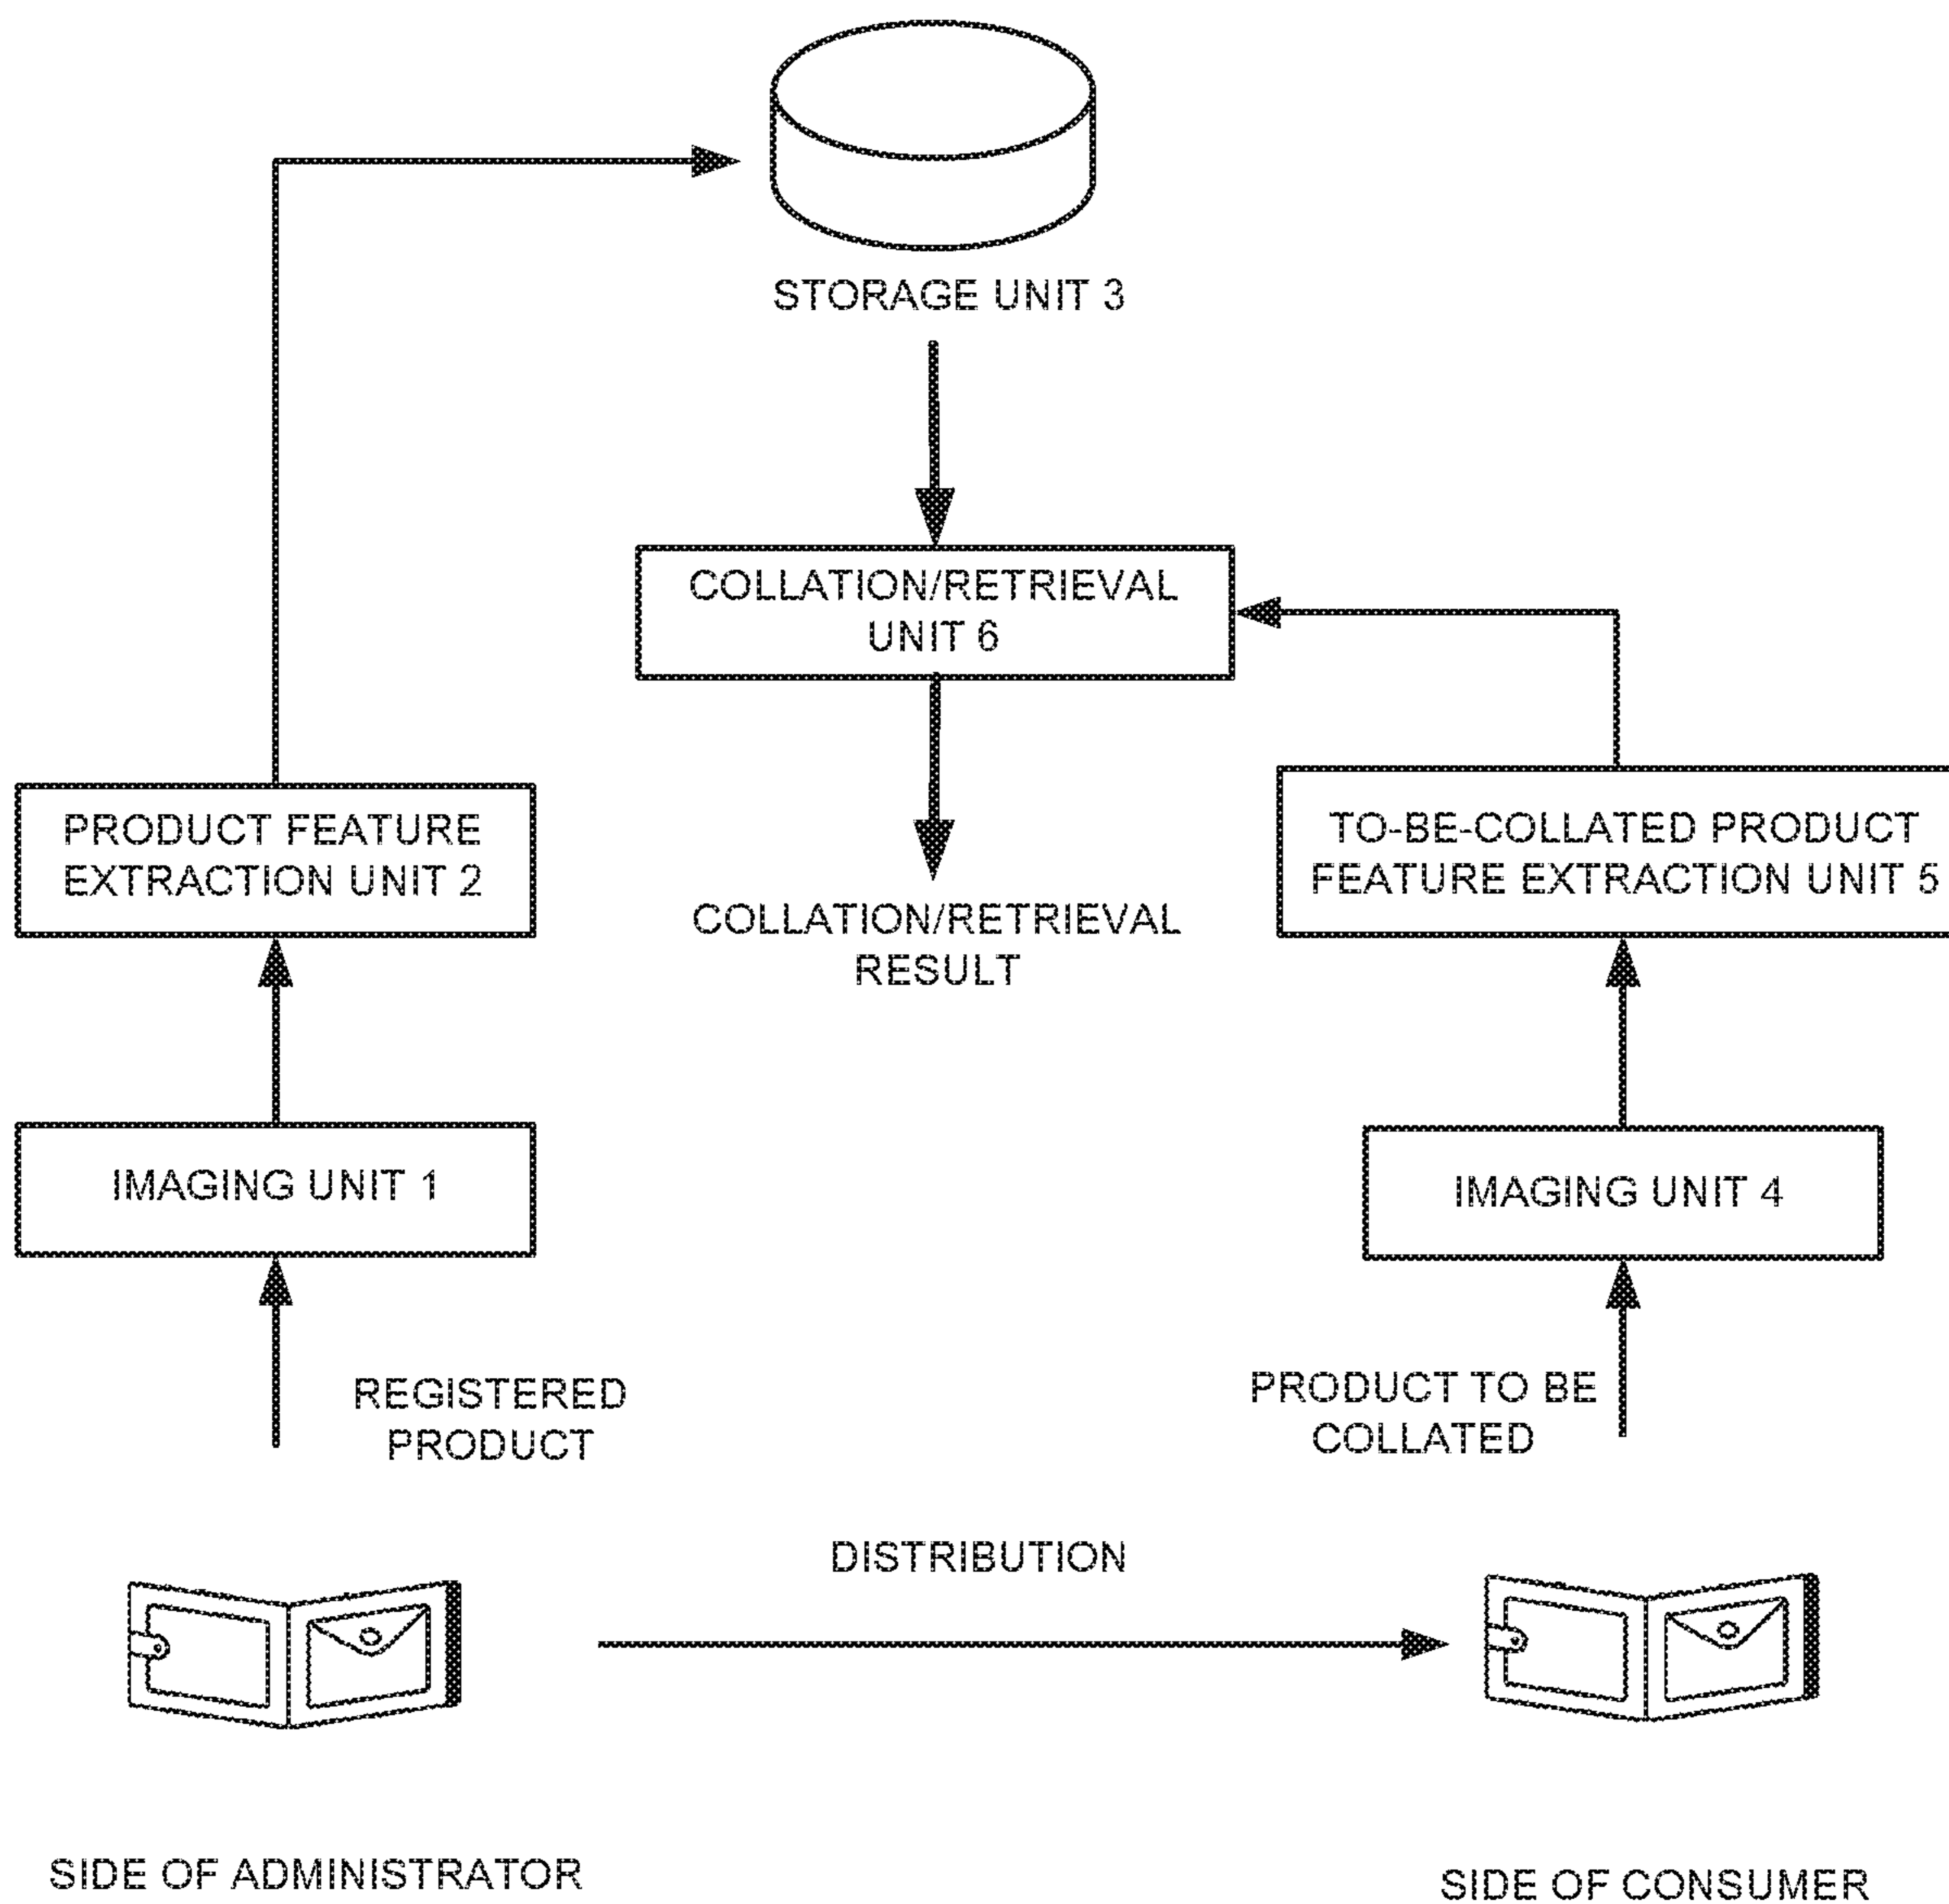 STORAGE UNIT 3
COLLATION/RETRIEVAL
UNIT 6
PRODUCT FEATURE
EXTRACTION UNIT 2
TO-BE-COLLATED PRODUCT
FEATURE EXTRACTION UNIT 5
COLLATION/RETRIEVAL
RESULT
IMAGING UNIT 1
IMAGING UNIT 4
REGISTERED
PRODUCT
PRODUCT TO BE
COLLATED
DISTRIBUTION
SIDE OF ADMINISTRATOR
SIDE OF CONSUMER